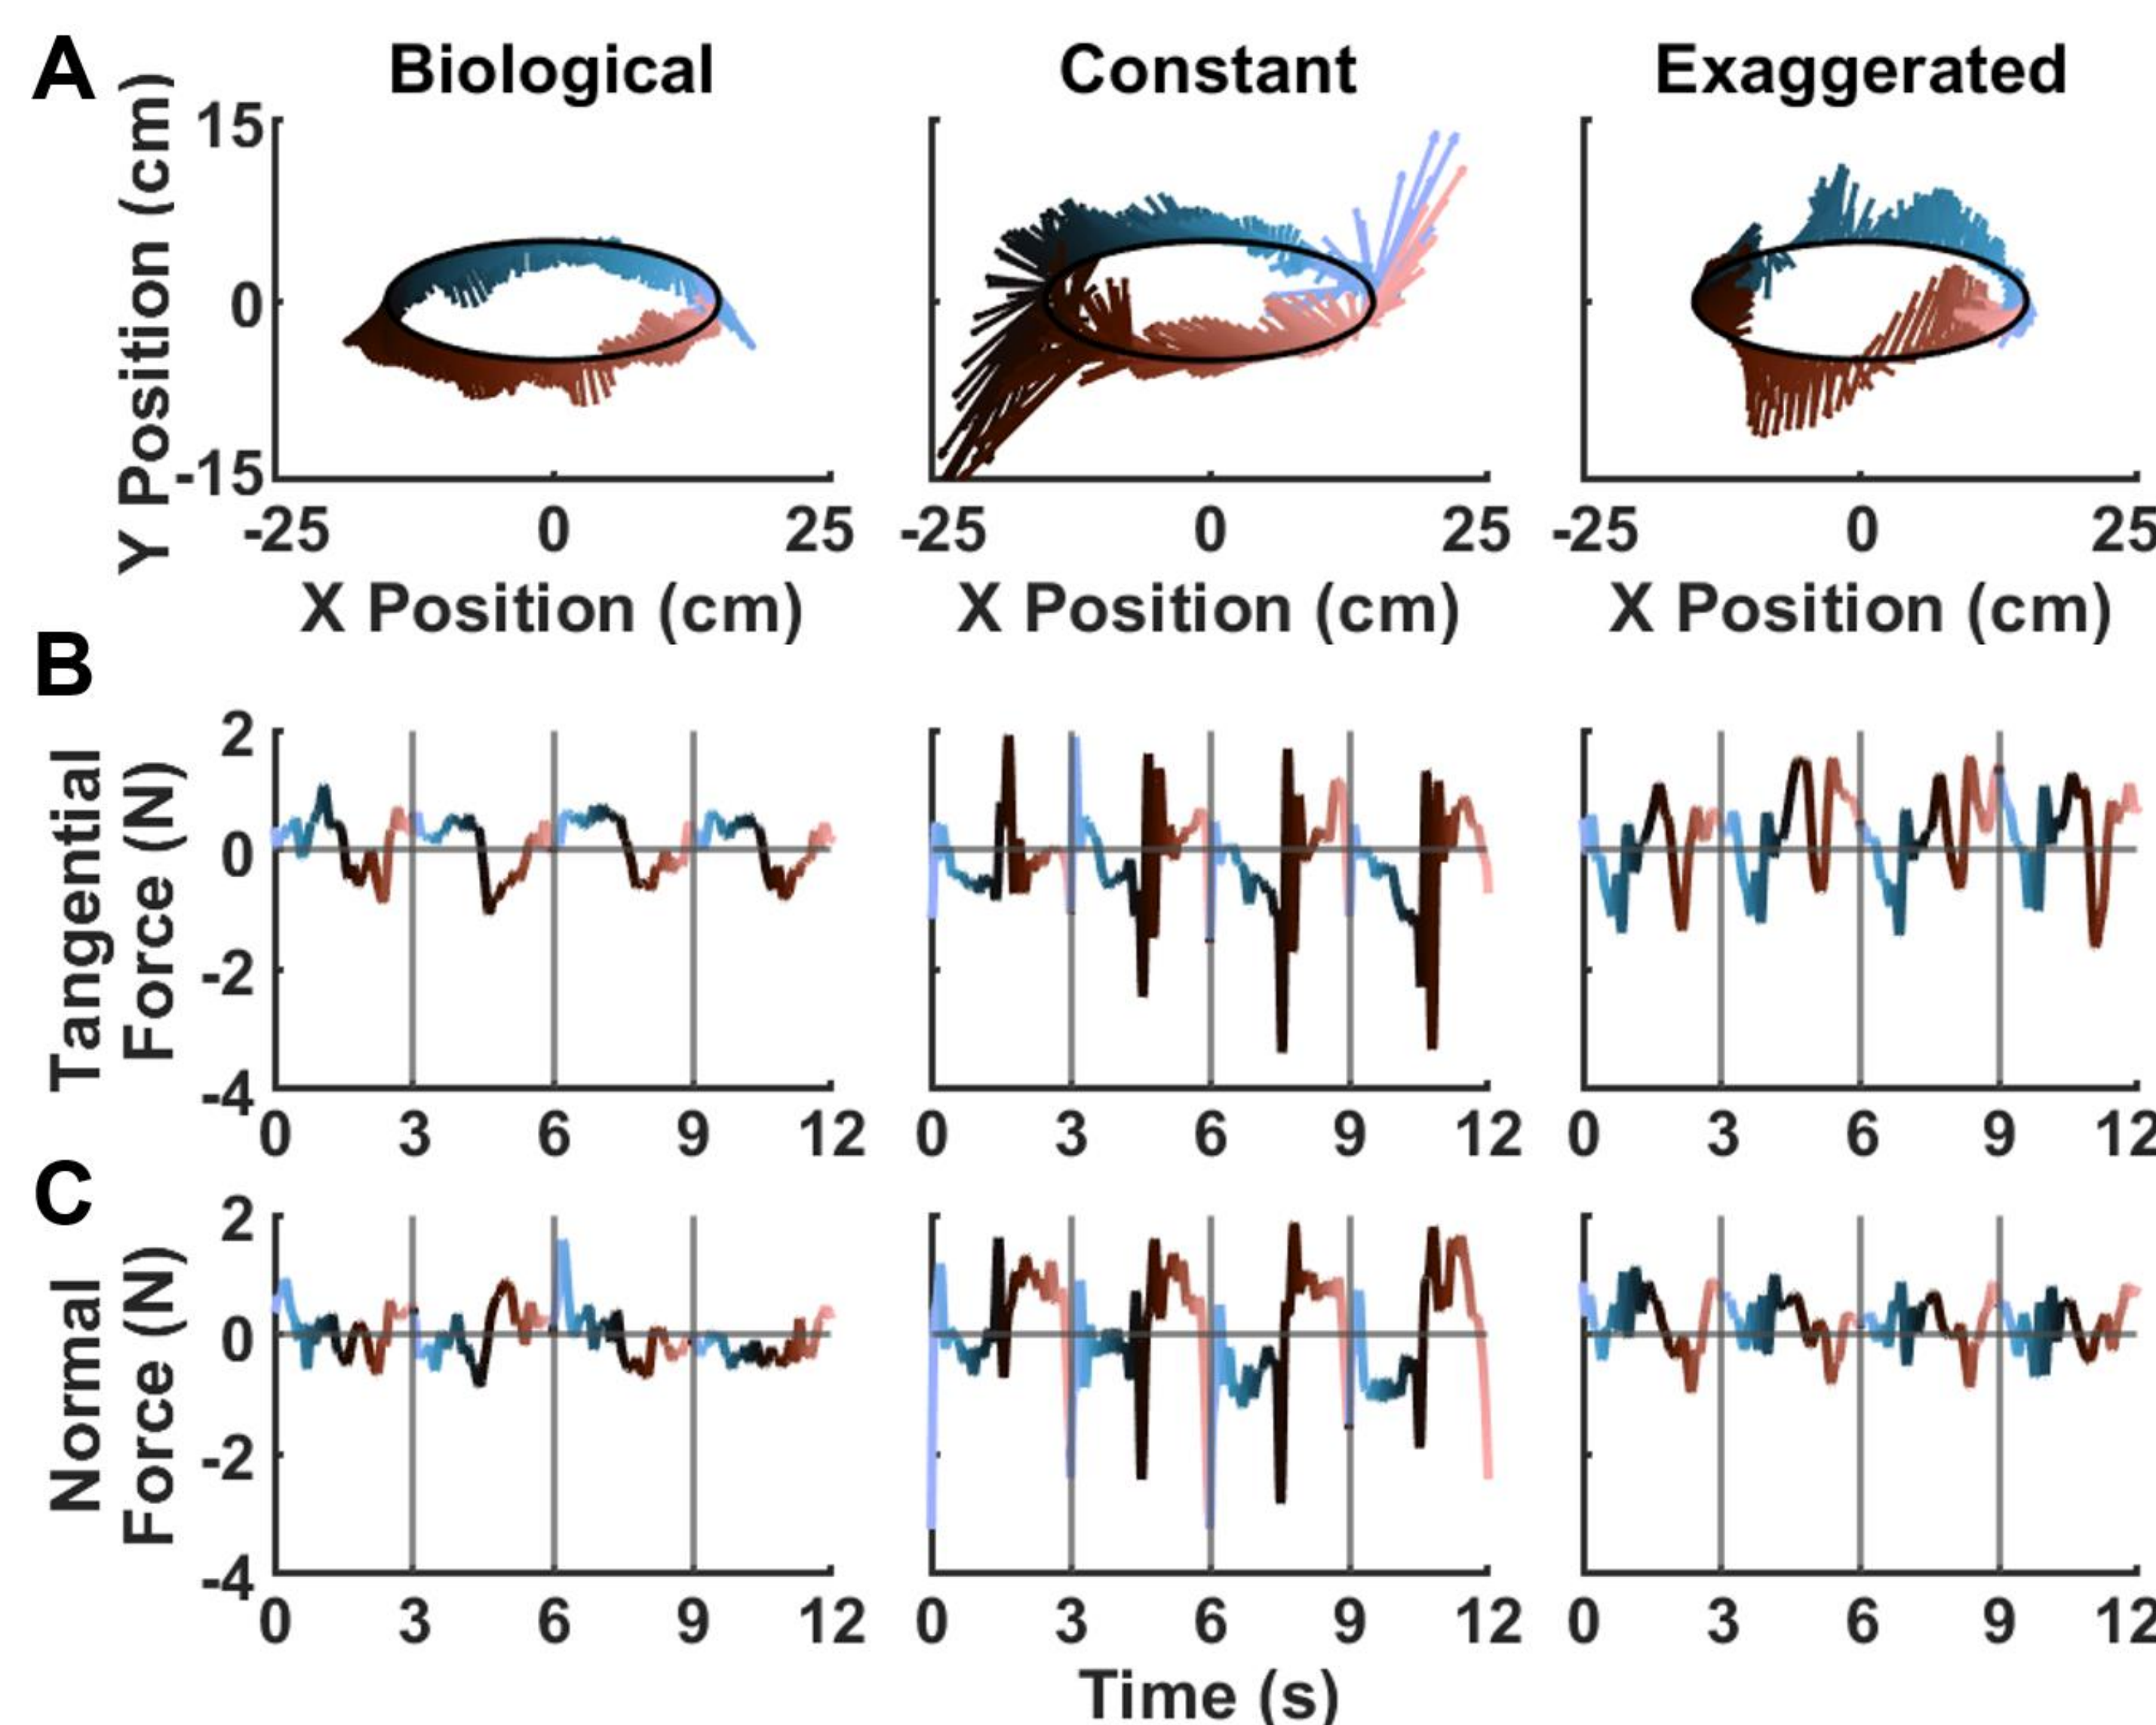 A
Biological Constant Exaggerated
Y Position (cm)
15
0
-15
-25 0 25 -25 0 25 -25 0 25
X Position (cm) X Position (cm) X Position (cm)
B
Tangential
Force (N)
2
0
-2
-4
0 3 6 9 12 0 3 6 9 12 0 3 6 9 12
C
Normal
Force (N)
2
0
-2
-4
0 3 6 9 12 0 3 6 9 12 0 3 6 9 12
Time (s)